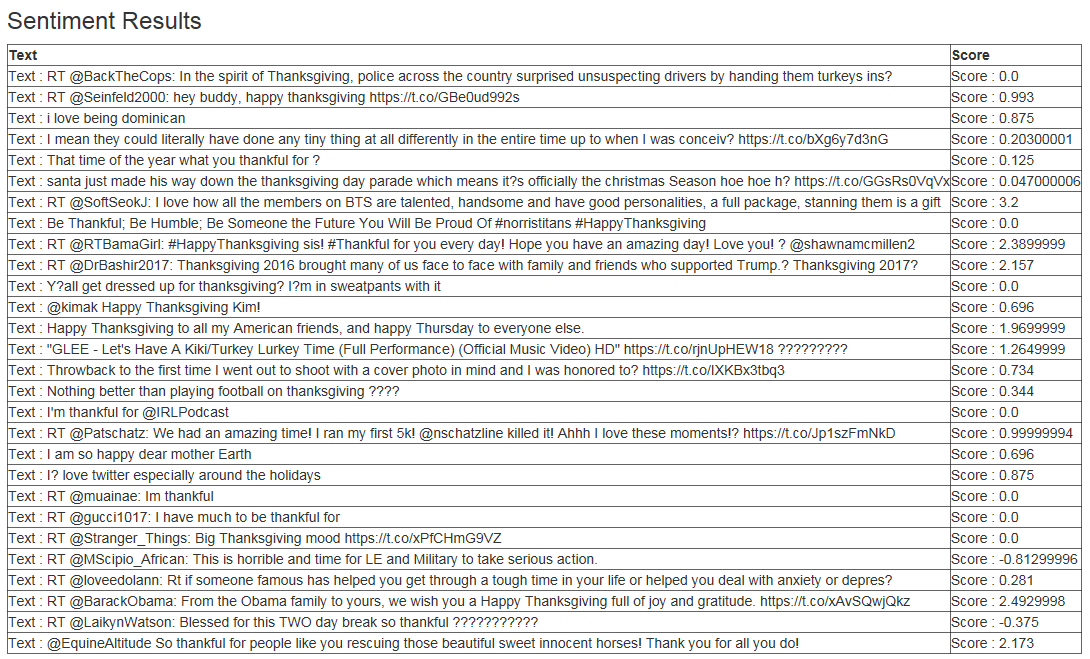 Sentiment Results
Text Score
Text : RT @BackTheCops: In the spirit of Thanksgiving, police across the country surprised unsuspecting drivers by handing them turkeys ins? Score : 0.0
Text : RT @Seinfeld2000: hey buddy, happy thanksgiving https://t.co/GBe0ud992s Score : 0.993
Text : i love being dominican Score : 0.875
Text : I mean they could literally have done any tiny thing at all differently in the entire time up to when I was conceiv? https://t.co/bXg6y7d3nG Score : 0.20300001
Text : That time of the year what you thankful for ? Score : 0.125
Text : santa just made his way down the thanksgiving day parade which means it?s officially the christmas Season hoe hoe h? https://t.co/GGsRs0VqVx Score : 0.047000006
Text : RT @SoftSeokJ: I love how all the members on BTS are talented, handsome and have good personalities, a full package, stanning them is a gift Score : 3.2
Text : Be Thankful; Be Humble; Be Someone the Future You Will Be Proud Of #norristitans #HappyThanksgiving Score : 0.0
Text : RT @RTBamaGirl: #HappyThanksgiving sis! #Thankful for you every day! Hope you have an amazing day! Love you! ? @shawnamcmillen2 Score : 2.3899999
Text : RT @DrBashir2017: Thanksgiving 2016 brought many of us face to face with family and friends who supported Trump.? Thanksgiving 2017? Score : 2.157
Text : Y?all get dressed up for thanksgiving? I?m in sweatpants with it Score : 0.0
Text : @kimak Happy Thanksgiving Kim! Score : 0.696
Text : Happy Thanksgiving to all my American friends, and happy Thursday to everyone else. Score : 1.9699999
Text : "GLEE - Let's Have A Kiki/Turkey Lurkey Time (Full Performance) (Official Music Video) HD" https://t.co/rjnUpHEW18 ????????? Score : 1.2649999
Text : Throwback to the first time I went out to shoot with a cover photo in mind and I was honored to? https://t.co/IXKBx3tbq3 Score : 0.734
Text : Nothing better than playing football on thanksgiving ???? Score : 0.344
Text : I'm thankful for @IRLPodcast Score : 0.0
Text : RT @Patschatz: We had an amazing time! I ran my first 5k! @nschatzline killed it! Ahhh I love these moments!? https://t.co/Jp1szFmNkD Score : 0.99999994
Text : I am so happy dear mother Earth Score : 0.696
Text : I? love twitter especially around the holidays Score : 0.875
Text : RT @muainae: Im thankful Score : 0.0
Text : RT @gucci1017: I have much to be thankful for Score : 0.0
Text : RT @Stranger_Things: Big Thanksgiving mood https://t.co/xPfCHmG9VZ Score : 0.0
Text : RT @MScipio_African: This is horrible and time for LE and Military to take serious action. Score : -0.81299996
Text : RT @loveedolann: Rt if someone famous has helped you get through a tough time in your life or helped you deal with anxiety or depres? Score : 0.281
Text : RT @BarackObama: From the Obama family to yours, we wish you a Happy Thanksgiving full of joy and gratitude. https://t.co/xAvSQwjQkz Score : 2.4929998
Text : RT @LaikynWatson: Blessed for this TWO day break so thankful ??????????? Score : -0.375
Text : @EquineAltitude So thankful for people like you rescuing those beautiful sweet innocent horses! Thank you for all you do! Score : 2.173